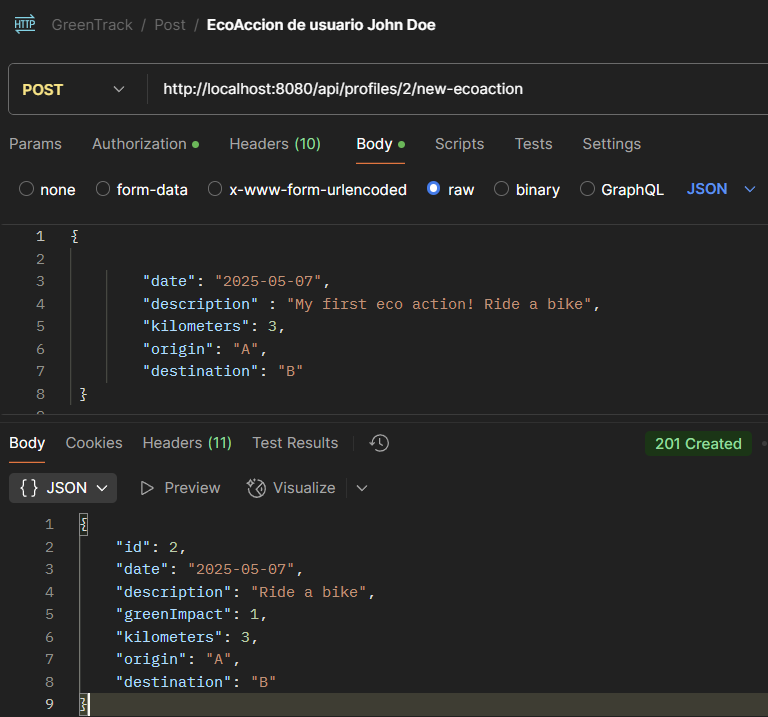 HTTP GreenTrack / Post / EcoAccion de usuario John Doe
POST http://localhost:8080/api/profiles/2/new-ecoaction
Params Authorization Headers (10) Body Scripts Tests Settings
none form-data x-www-form-urlencoded raw binary GraphQL JSON
1 {
2
3 "date": "2025-05-07",
4 "description" : "My first eco action! Ride a bike",
5 "kilometers": 3,
6 "origin": "A",
7 "destination": "B"
8 }
Body Cookies Headers (11) Test Results 201 Created
{} JSON Preview Visualize
1 {
2 "id": 2,
3 "date": "2025-05-07",
4 "description": "Ride a bike",
5 "greenImpact": 1,
6 "kilometers": 3,
7 "origin": "A",
8 "destination": "B"
9 }